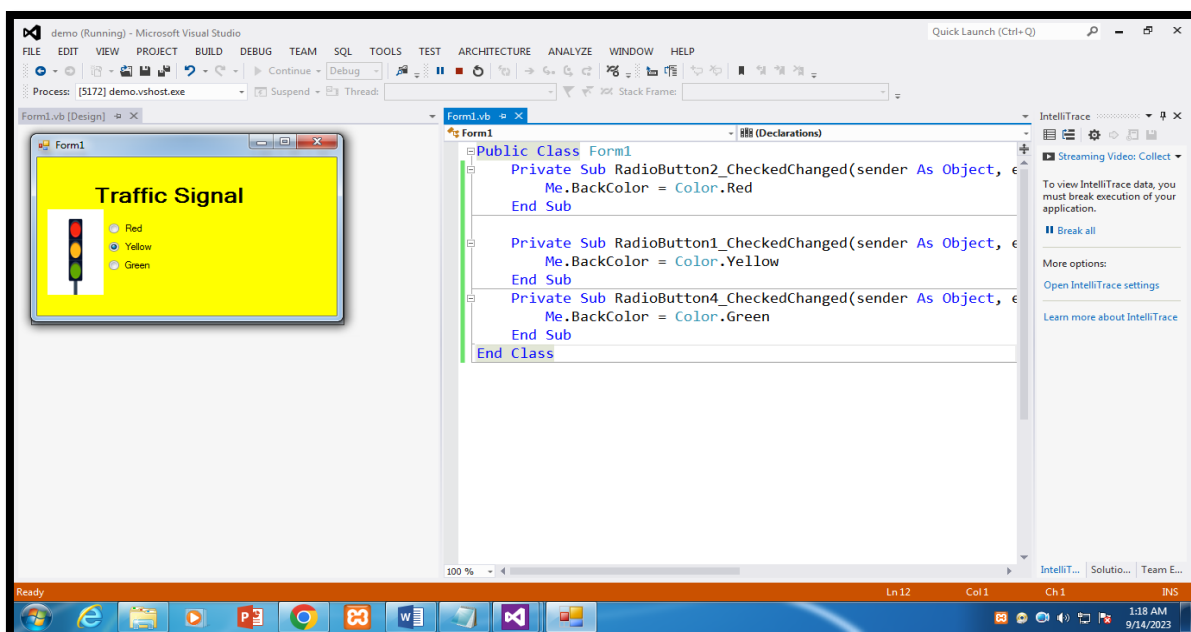 demo (Running) - Microsoft Visual Studio
Quick Launch (Ctrl+Q)
FILE EDIT VIEW PROJECT BUILD DEBUG TEAM SQL TOOLS TEST ARCHITECTURE ANALYZE WINDOW HELP
Continue Debug
Process: [5172] demo.vshost.exe Suspend Thread: Stack Frame:
Form1.vb [Design]
Form1
Traffic Signal
Red
Yellow
Green
Form1.vb
Form1 (Declarations)
Public Class Form1
Private Sub RadioButton2_CheckedChanged(sender As Object, e
Me.BackColor = Color.Red
End Sub
Private Sub RadioButton1_CheckedChanged(sender As Object, e
Me.BackColor = Color.Yellow
End Sub
Private Sub RadioButton4_CheckedChanged(sender As Object, e
Me.BackColor = Color.Green
End Sub
End Class
100 %
IntelliTrace
Streaming Video: Collect
To view IntelliTrace data, you
must break execution of your
application.
Break all
More options:
Open IntelliTrace settings
Learn more about IntelliTrace
IntelliT... Solutio... Team E...
Ready Ln 12 Col 1 Ch 1 INS
1:18 AM
9/14/2023